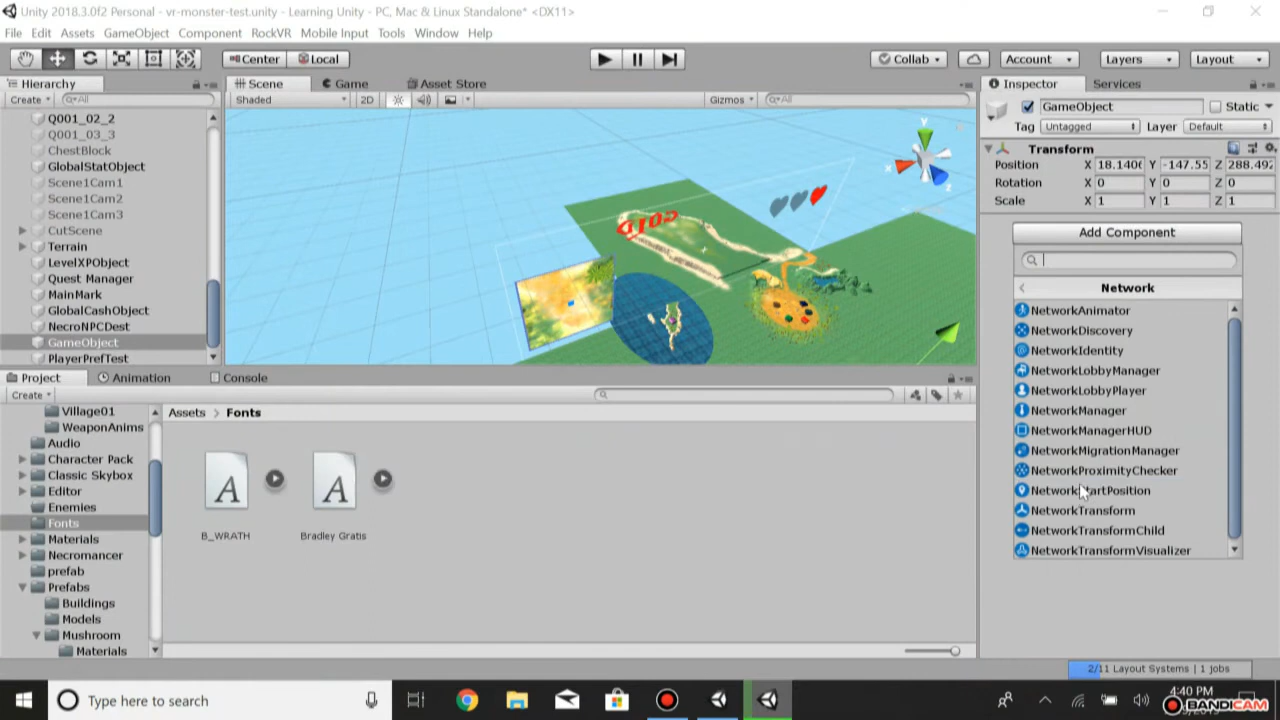 Unity 2018.3.0f2 Personal - vr-monster-test.unity - Learning Unity - PC, Mac & Linux Standalone* <DX11>
File Edit Assets GameObject Component RockVR Mobile Input Tools Window Help
Center Local Collab Account Layers Layout
Hierarchy
Create All
Q001_02_2
Q001_03_3
ChestBlock
GlobalStatObject
Scene1Cam1
Scene1Cam2
Scene1Cam3
CutScene
Terrain
LevelXPObject
Quest Manager
MainMark
GlobalCashObject
NecroNPCDest
GameObject
PlayerPrefTest
Scene Game Asset Store
Shaded 2D Gizmos All
y
x
z
Inspector Services
GameObject Static
Tag Untagged Layer Default
Transform
Position X 18.140 Y -147.55 Z 288.492
Rotation X 0 Y 0 Z 0
Scale X 1 Y 1 Z 1
Add Component
Network
NetworkAnimator
NetworkDiscovery
NetworkIdentity
NetworkLobbyManager
NetworkLobbyPlayer
NetworkManager
NetworkManagerHUD
NetworkMigrationManager
NetworkProximityChecker
NetworkStartPosition
NetworkTransform
NetworkTransformChild
NetworkTransformVisualizer
Project Animation Console
Create
Village01
WeaponAnims
Audio
Character Pack
Classic Skybox
Editor
Enemies
Fonts
Materials
Necromancer
prefab
Prefabs
Buildings
Models
Mushroom
Materials
Assets > Fonts
A A
B_WRATH Bradley Gratis
2/11 Layout Systems | 1 jobs
Type here to search
4:40 PM
BANDICAM